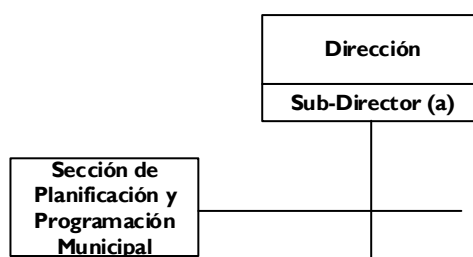 Dirección
Sub-Director (a)
Sección de
Planificación y
Programación
Municipal